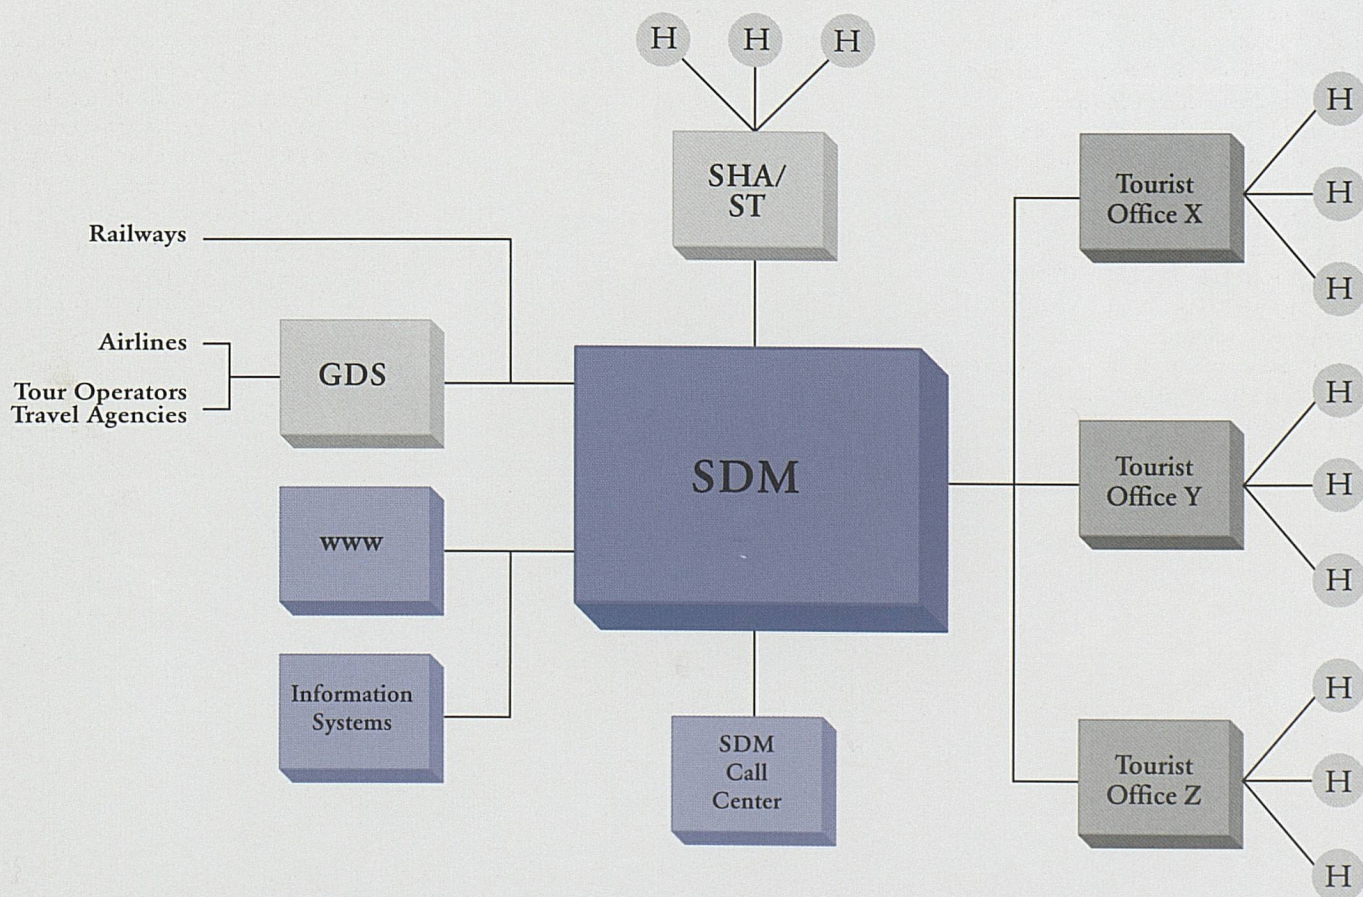 H H H
SHA/
ST
Railways
Airlines
Tour Operators
Travel Agencies
GDS
www
Information
Systems
SDM
SDM
Call
Center
Tourist
Office X
H
H
H
Tourist
Office Y
H
H
H
Tourist
Office Z
H
H
H